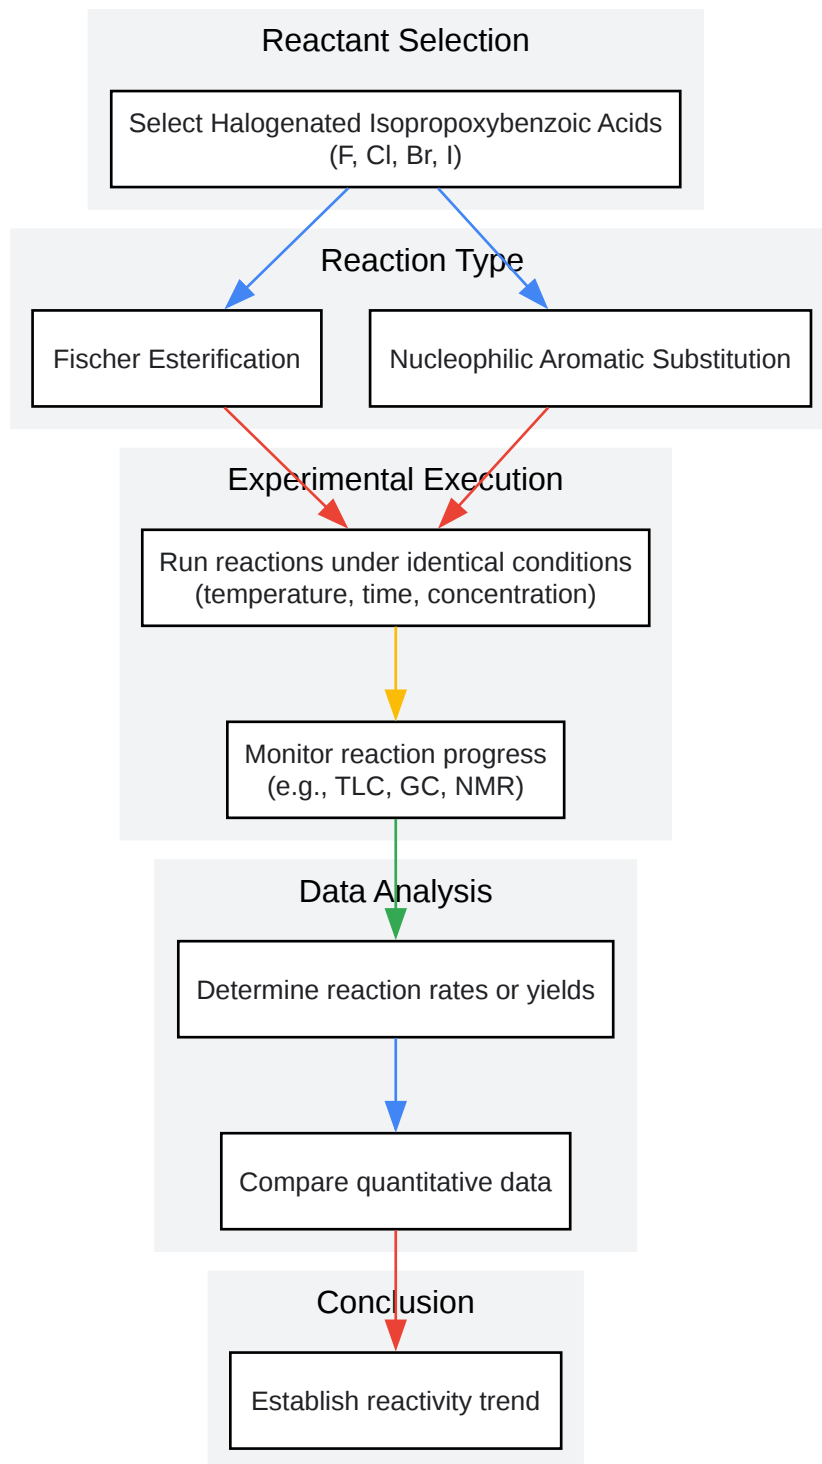 Reactant Selection
Select Halogenated Isopropoxybenzoic Acids
(F, Cl, Br, I)
Reaction Type
Fischer Esterification
Nucleophilic Aromatic Substitution
Experimental Execution
Run reactions under identical conditions
(temperature, time, concentration)
Monitor reaction progress
(e.g., TLC, GC, NMR)
Data Analysis
Determine reaction rates or yields
Compare quantitative data
Conclusion
Establish reactivity trend